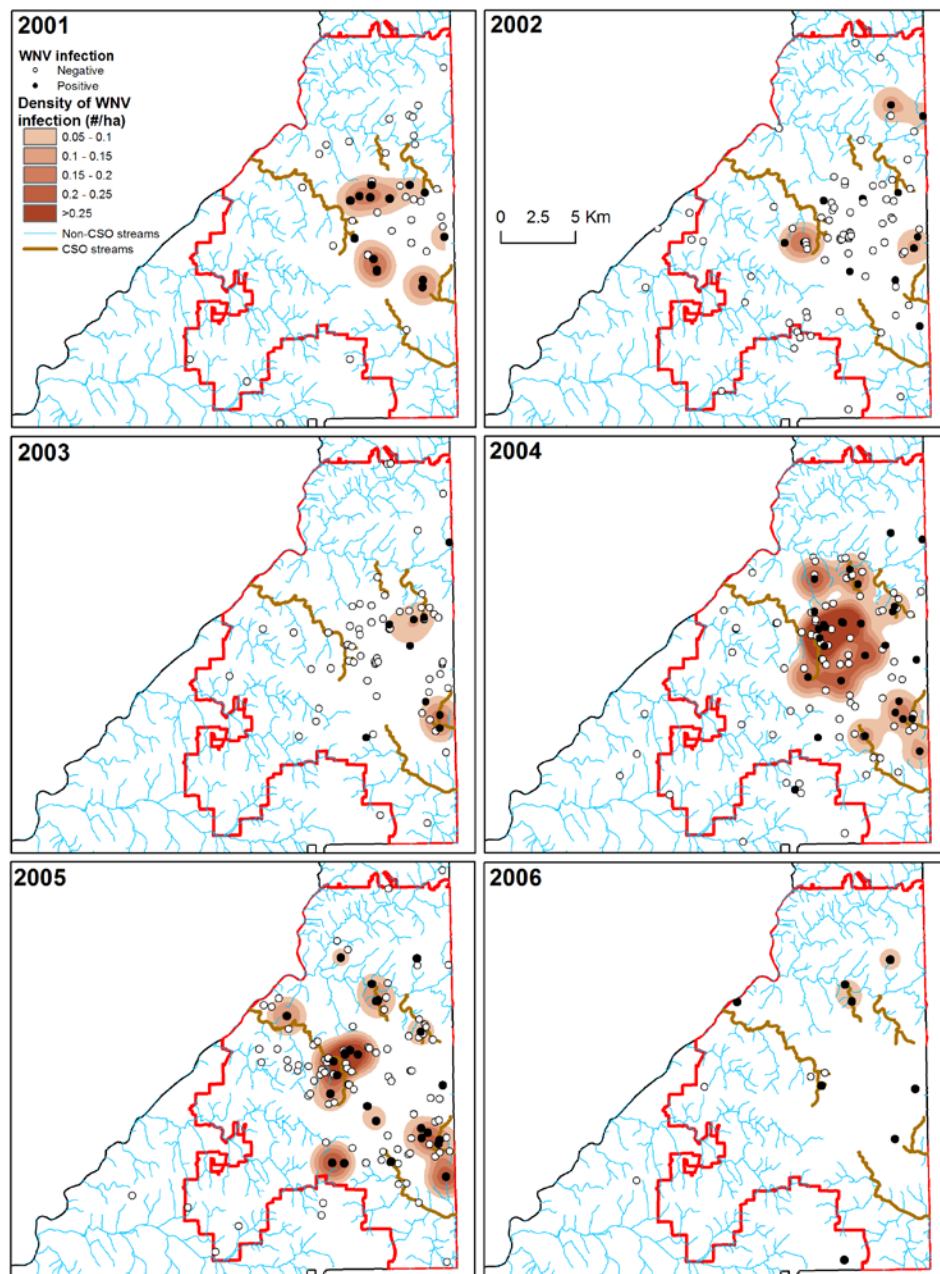 2001
WNV infection
Negative
Positive
Density of WNV
infection (#/ha)
0.05 - 0.1
0.1 - 0.15
0.15 - 0.2
0.2 - 0.25
>0.25
Non-CSO streams
CSO streams
2002
0 2.5 5 Km
2003
2004
2005
2006